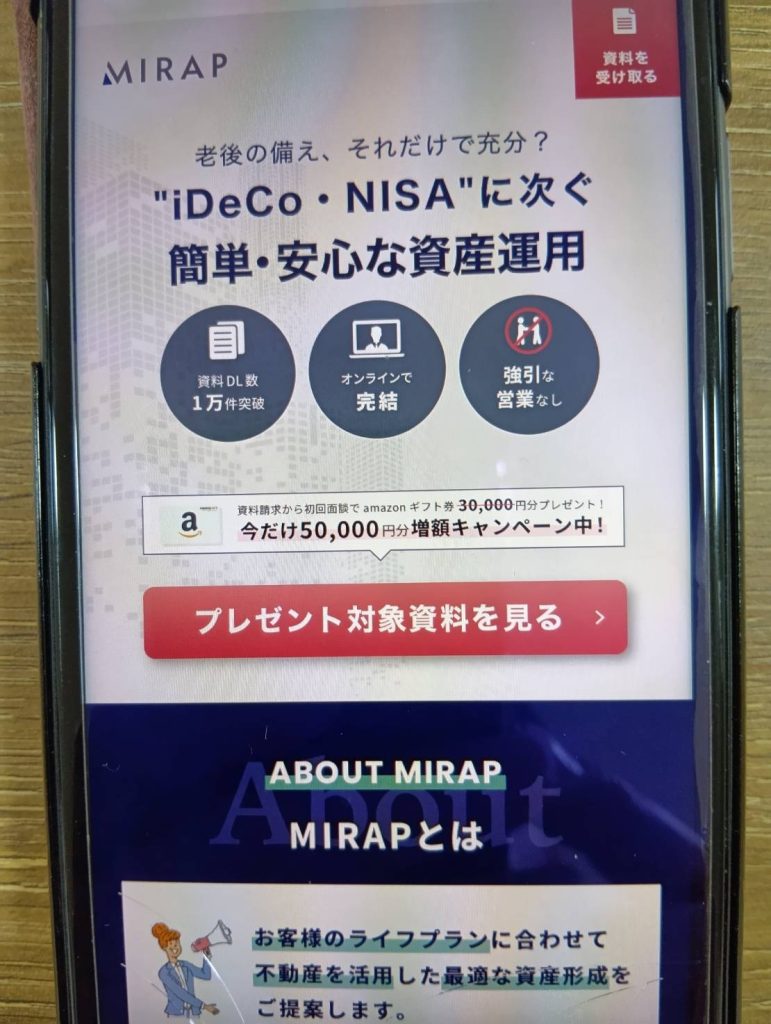 MIRAP
資料を
受け取る
老後の備え、それだけで充分？
"iDeCo・NISA"に次ぐ
簡単・安心な資産運用
資料DL数
1万件突破
オンラインで
完結
強引な
営業なし
a
資料請求から初回面談で amazon ギフト券 30,000円分プレゼント！
今だけ50,000円分増額キャンペーン中！
プレゼント対象資料を見る
About
ABOUT MIRAP
MIRAPとは
お客様のライフプランに合わせて
不動産を活用した最適な資産形成を
ご提案します。